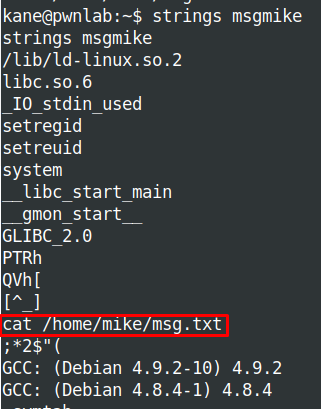 kane@pwnlab:~$ strings msgmike
strings msgmike
/lib/ld-linux.so.2
libc.so.6
_IO_stdin_used
setregid
setreuid
system
__libc_start_main
__gmon_start__
GLIBC_2.0
PTRh
QVh[
[^_]
cat /home/mike/msg.txt
;*2$"(
GCC: (Debian 4.9.2-10) 4.9.2
GCC: (Debian 4.8.4-1) 4.8.4